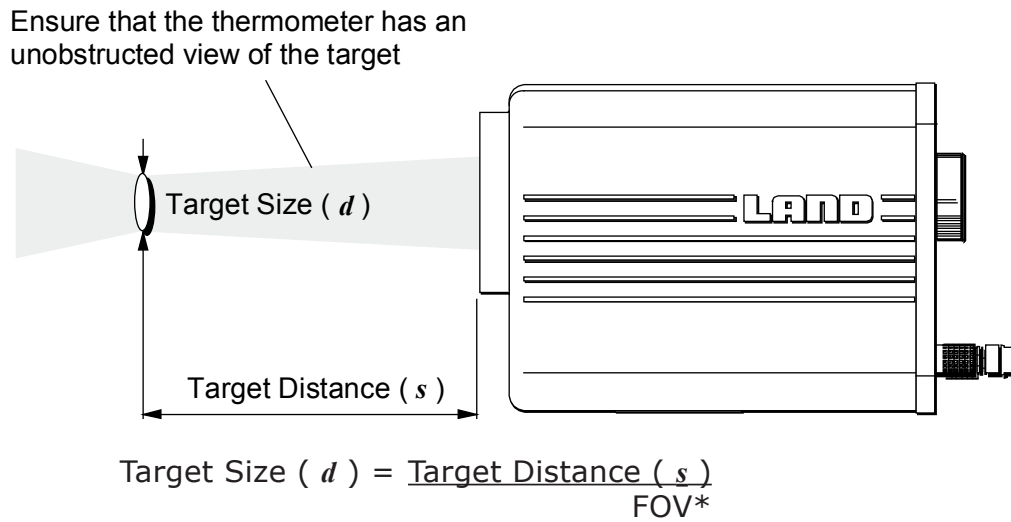 Ensure that the thermometer has an
unobstructed view of the target
LAND
Target Size ( d )
Target Distance ( s )
Target Size ( d ) = Target Distance ( s )
FOV*